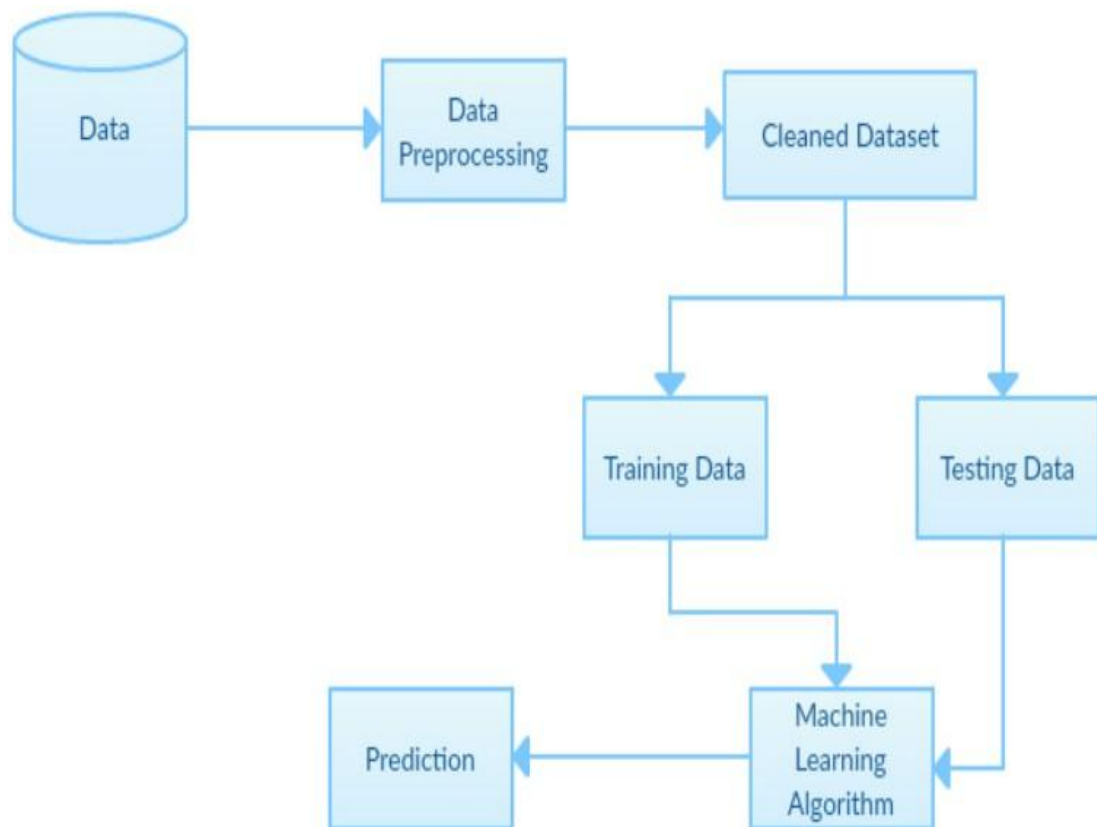 Data
Data
Preprocessing
Cleaned Dataset
Training Data
Testing Data
Prediction
Machine
Learning
Algorithm